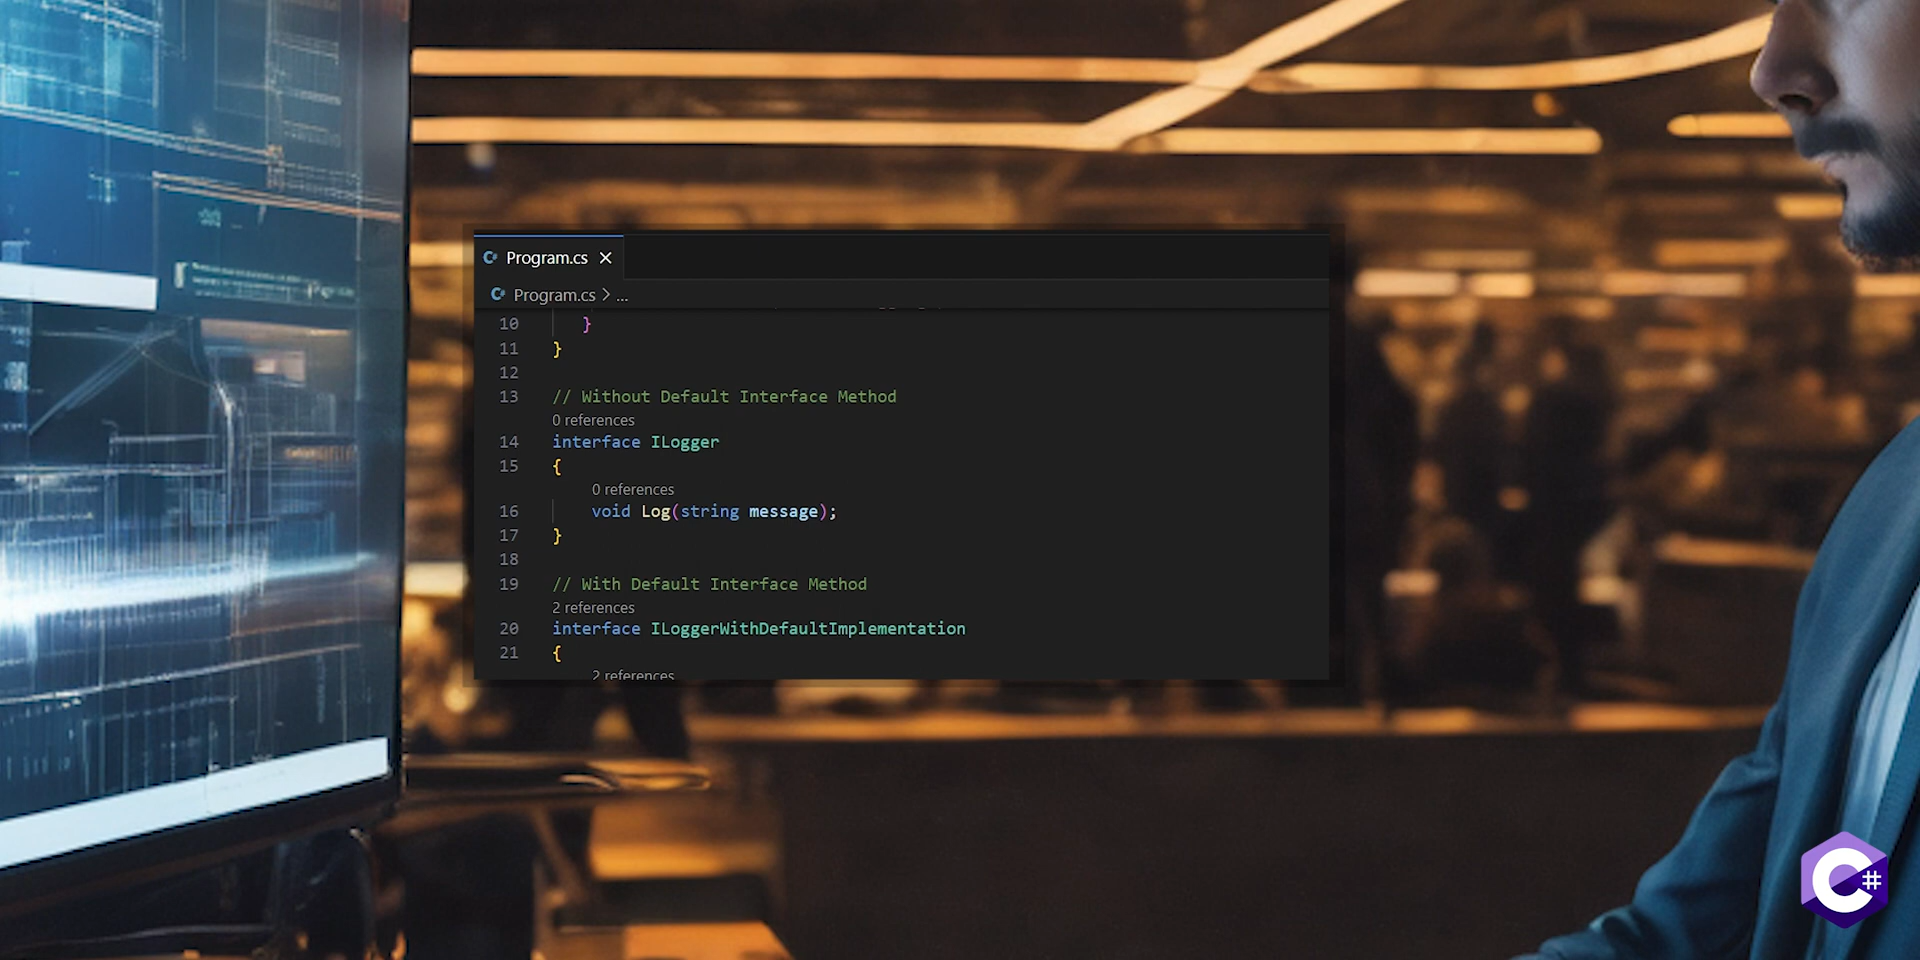 Program.cs
Program.cs > ...
10 }
11 }
12
13 // Without Default Interface Method
0 references
14 interface ILogger
15 {
0 references
16 void Log(string message);
17 }
18
19 // With Default Interface Method
2 references
20 interface ILoggerWithDefaultImplementation
21 {
2 references
C#